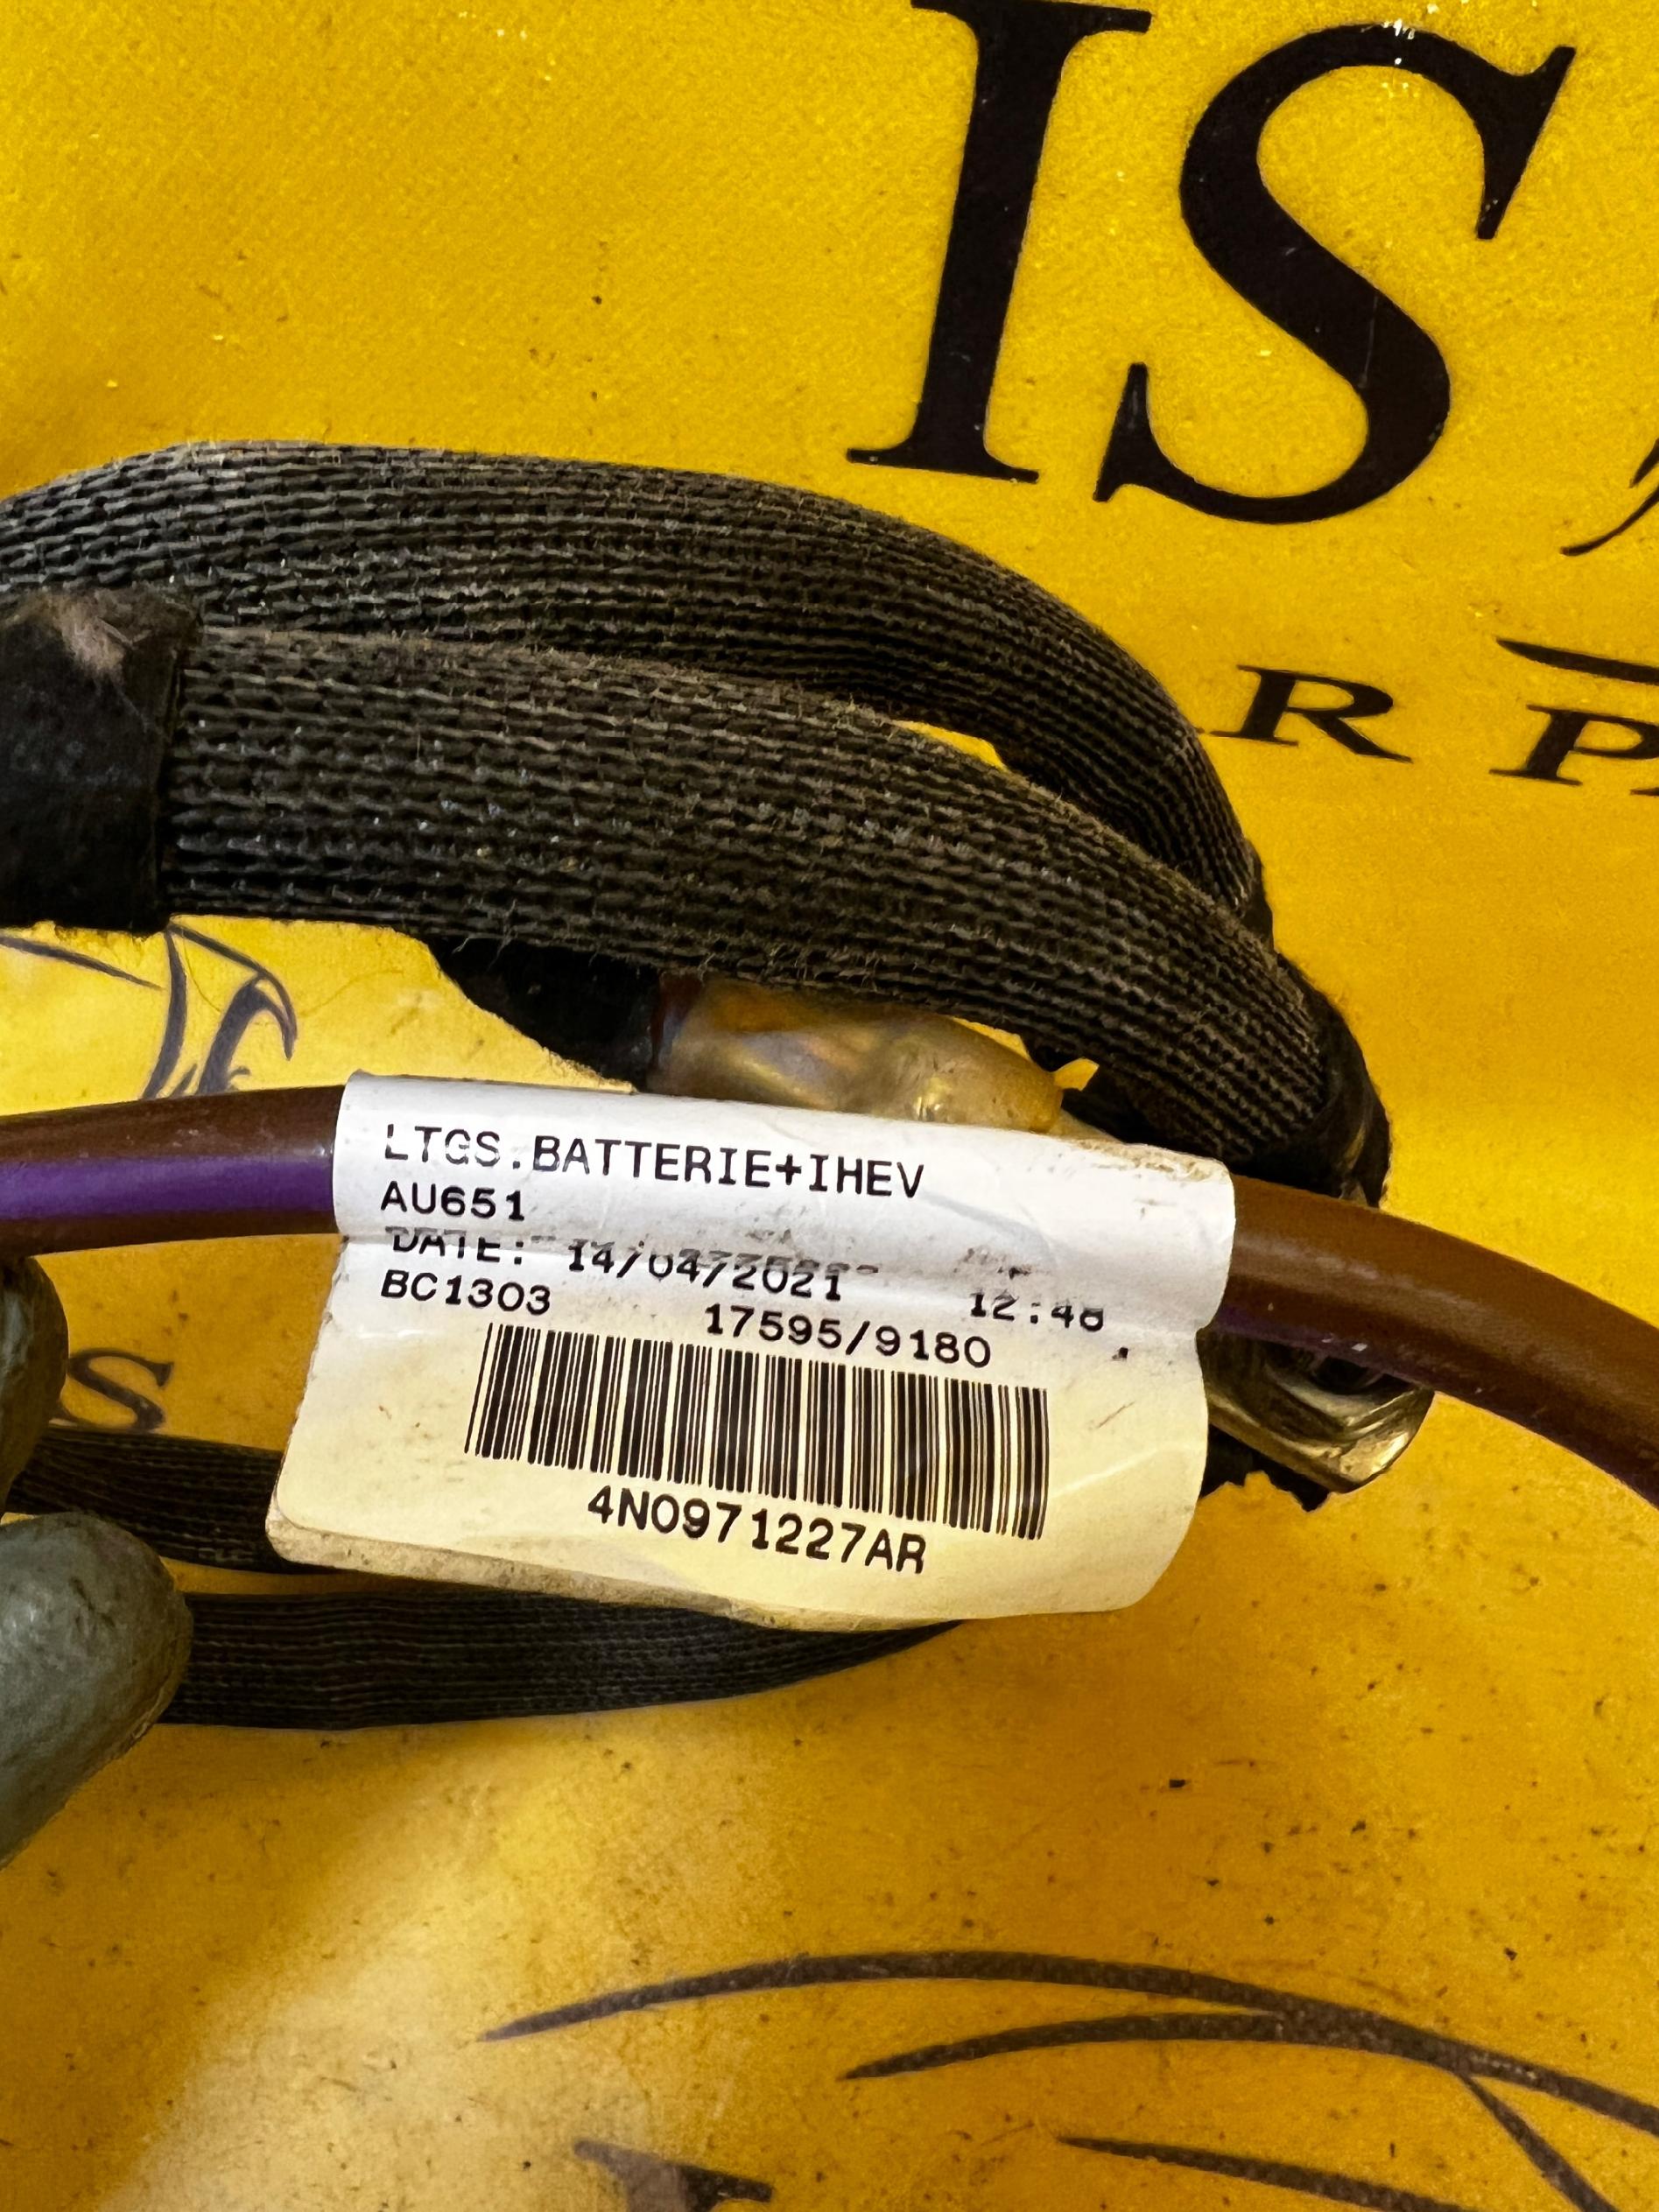 IS
R P
LTGS.BATTERIE+IHEV
AU651
DATE: 14/04/2021 12:48
BC1303 17595/9180
S
4N0971227AR